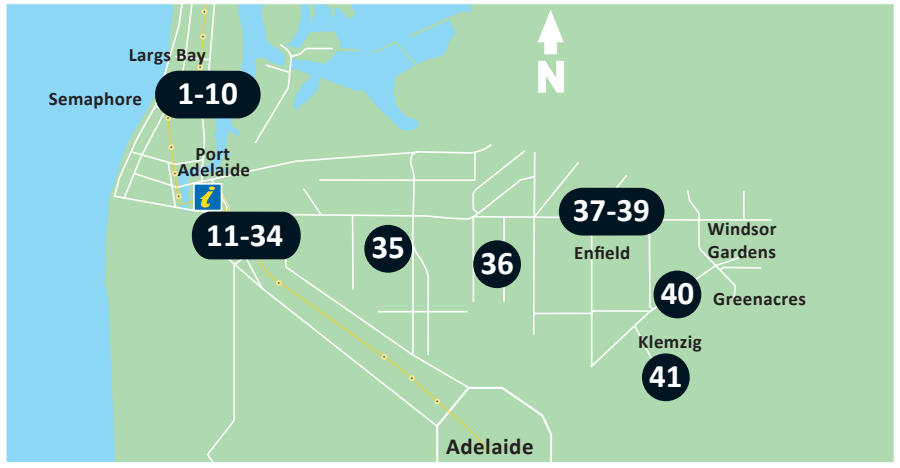 Largs Bay
1-10
Semaphore
N
Port
Adelaide
i
11-34
35
36
37-39
Enfield
Windsor
Gardens
40
Greenacres
Klemzig
41
Adelaide